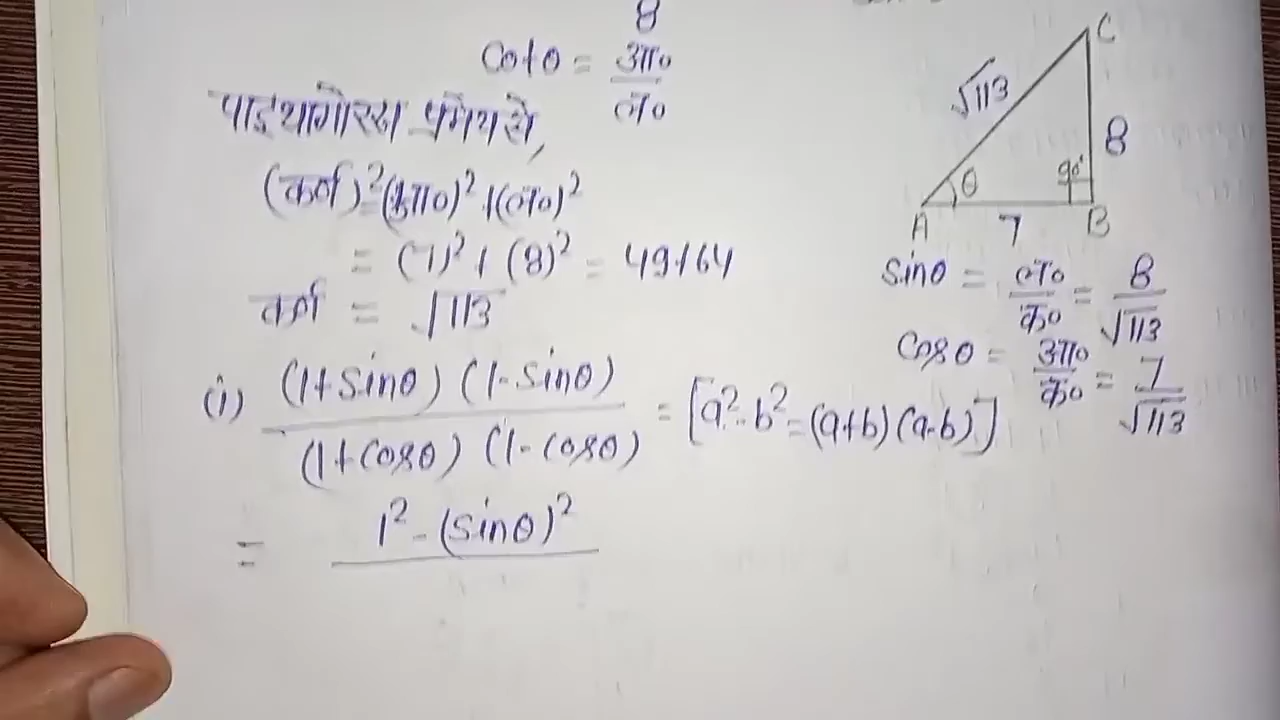 8
cotθ = आ०/ल०
पाइथागोरस प्रमेय से,
(कर्ण)² = (आ०)² + (ल०)²
= (7)² + (8)² = 49+64
कर्ण = √113
(i) (1+sinθ) (1-sinθ) / (1+cosθ) (1-cosθ) = [a²-b² = (a+b)(a-b)]
= 1² - (sinθ)²
C
√113
8
θ
90°
A
7
B
sinθ = ल०/क० = 8/√113
cosθ = आ०/क० = 7/√113